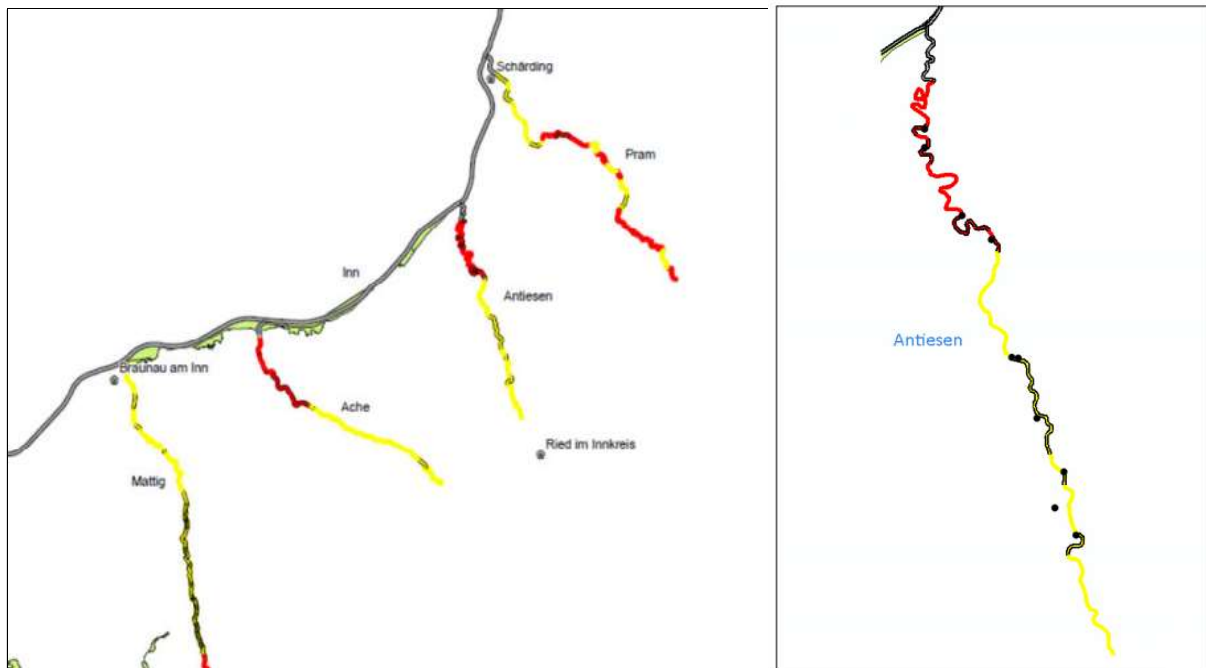 Schärding
Pram
Inn
Antiesen
Braunau am Inn
Ache
Ried im Innkreis
Mattig
Antiesen